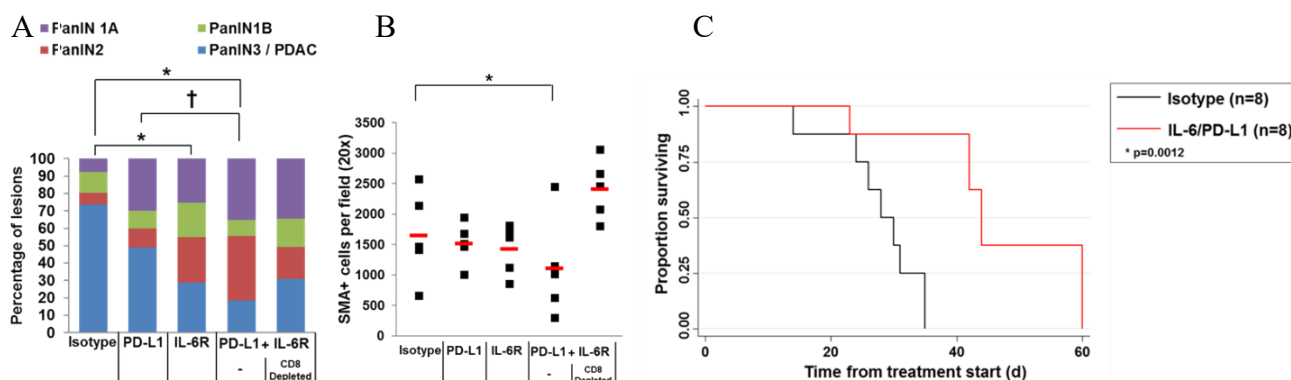 A
PanIN 1A
PanIN1B
PanIN2
PanIN3 / PDAC
*
†
*
Percentage of lesions
100
90
80
70
60
50
40
30
20
10
0
Isotype
PD-L1
IL-6R
PD-L1 + IL-6R
-
CD8
Depleted
B
*
SMA+ cells per field (20x)
3500
3000
2500
2000
1500
1000
500
0
Isotype
PD-L1
IL-6R
PD-L1 + IL-6R
-
CD8
Depleted
C
Proportion surviving
1.00
0.75
0.50
0.25
0.00
0
20
40
60
Time from treatment start (d)
Isotype (n=8)
IL-6/PD-L1 (n=8)
* p=0.0012